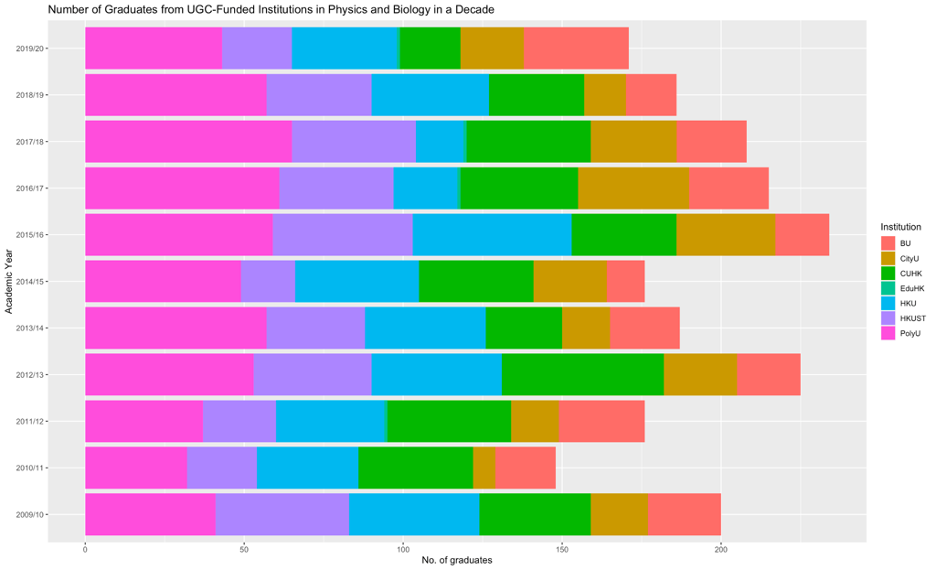 Number of Graduates from UGC-Funded Institutions in Physics and Biology in a Decade
Academic Year
2019/20
2018/19
2017/18
2016/17
2015/16
2014/15
2013/14
2012/13
2011/12
2010/11
2009/10
0 50 100 150 200
No. of graduates
Institution
BU
CityU
CUHK
EduHK
HKU
HKUST
PolyU